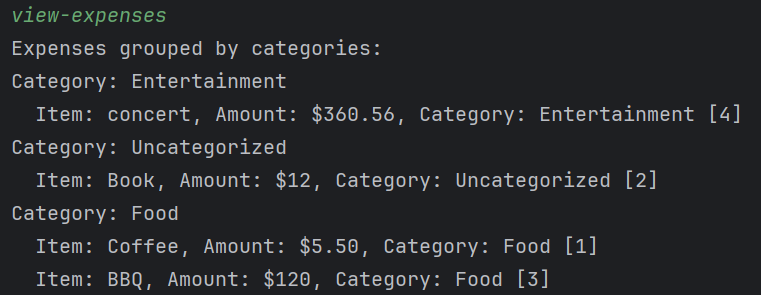 view-expenses
Expenses grouped by categories:
Category: Entertainment
  Item: concert, Amount: $360.56, Category: Entertainment [4]
Category: Uncategorized
  Item: Book, Amount: $12, Category: Uncategorized [2]
Category: Food
  Item: Coffee, Amount: $5.50, Category: Food [1]
  Item: BBQ, Amount: $120, Category: Food [3]